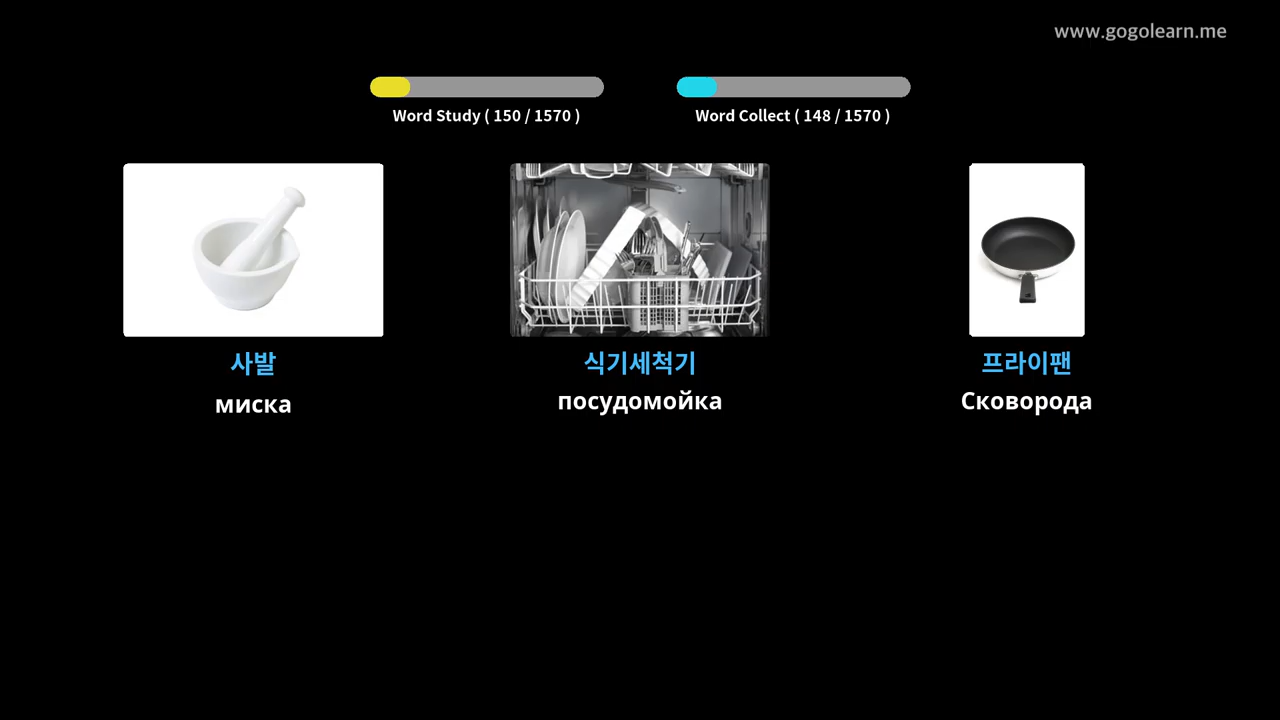 www.gogolearn.me
Word Study ( 150 / 1570 )
Word Collect ( 148 / 1570 )
사발
миска
식기세척기
посудомойка
프라이팬
Сковорода